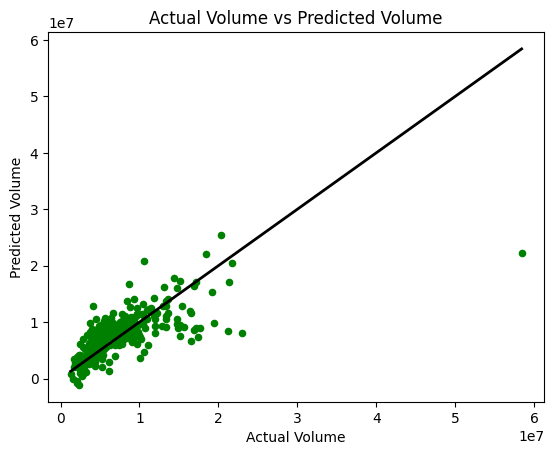 Actual Volume vs Predicted Volume
1e7
6
5
4
3
2
1
0
Predicted Volume
0 1 2 3 4 5 6
Actual Volume
1e7